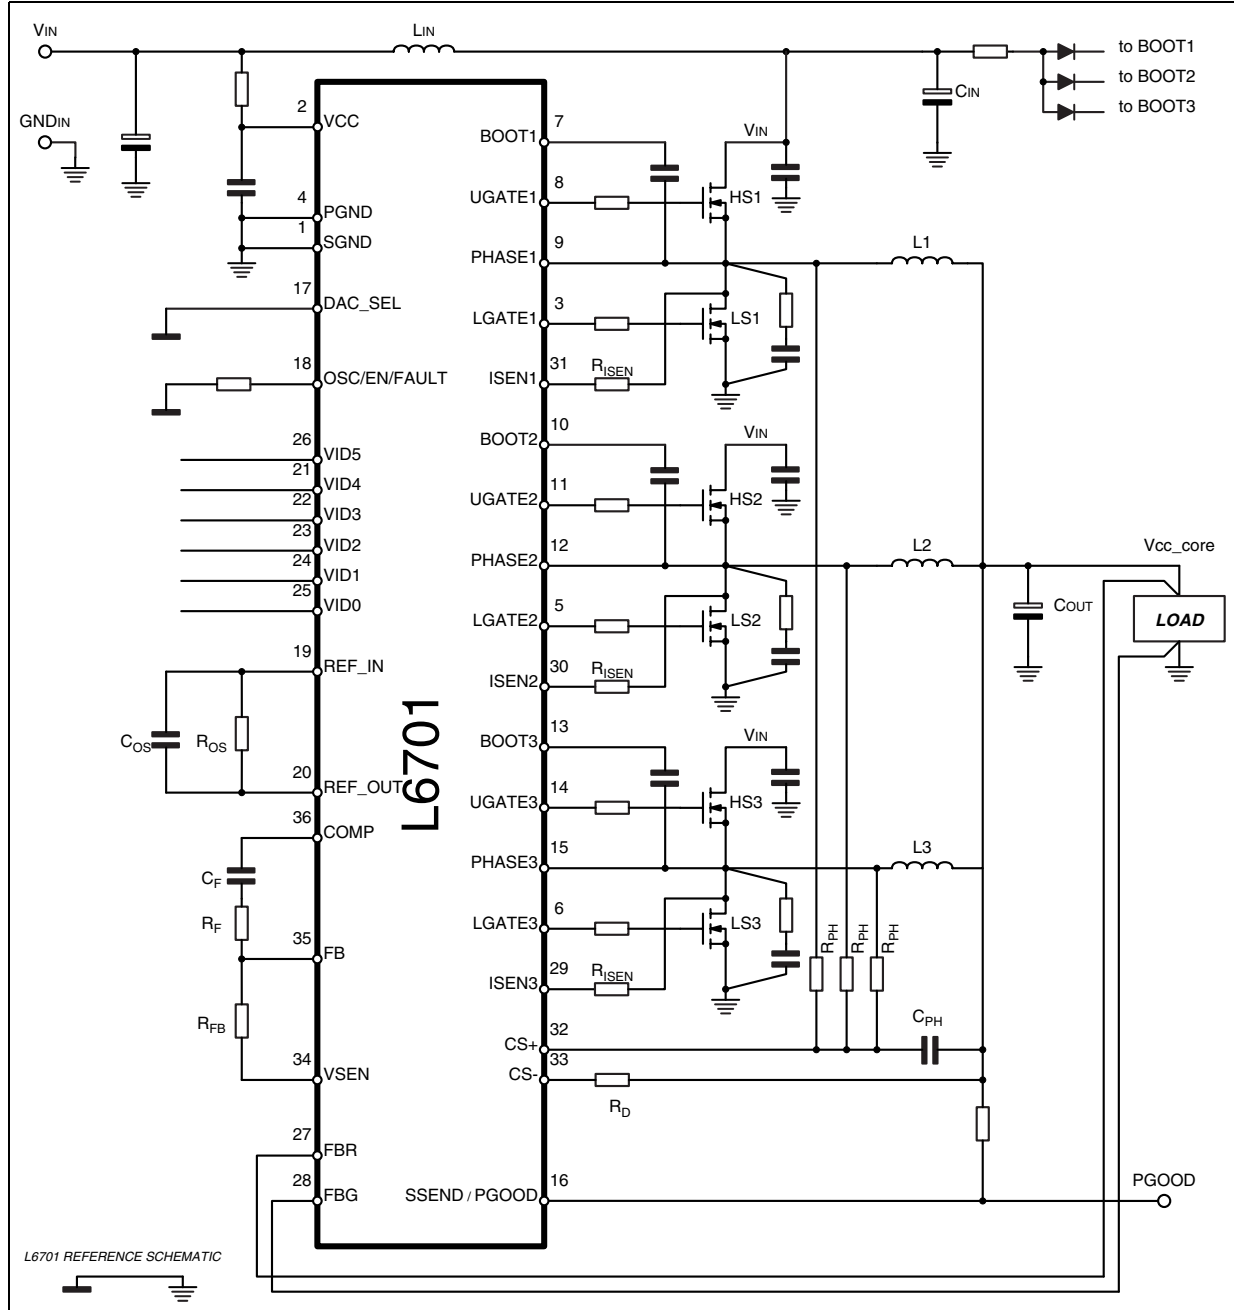 VIN
LIN
to BOOT1
to BOOT2
to BOOT3
CIN
GNDIN
2
VCC
4
PGND
1
SGND
17
DAC_SEL
18
OSC/EN/FAULT
26
VID5
21
VID4
22
VID3
23
VID2
24
VID1
25
VID0
19
REF_IN
COS
ROS
20
REF_OUT
36
COMP
CF
RF
35
FB
RFB
34
VSEN
27
FBR
28
FBG
L6701
7
BOOT1
VIN
8
UGATE1
HS1
9
PHASE1
L1
3
LGATE1
LS1
31
ISEN1
RISEN
10
BOOT2
VIN
11
UGATE2
HS2
12
PHASE2
L2
Vcc_core
5
LGATE2
LS2
COUT
LOAD
30
ISEN2
RISEN
13
BOOT3
VIN
14
UGATE3
HS3
15
PHASE3
L3
6
LGATE3
LS3
RPH
RPH
RPH
29
ISEN3
RISEN
32
CS+
CPH
33
CS-
RD
16
SSEND / PGOOD
PGOOD
L6701 REFERENCE SCHEMATIC